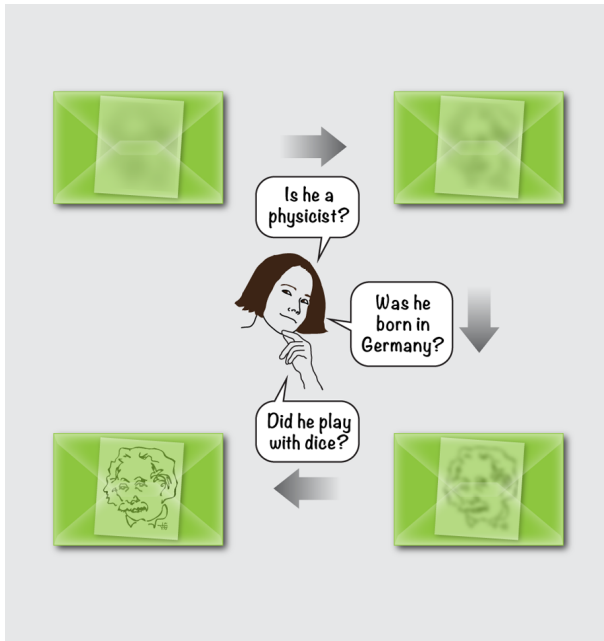 Is he a
physicist?
Was he
born in
Germany?
Did he play
with dice?